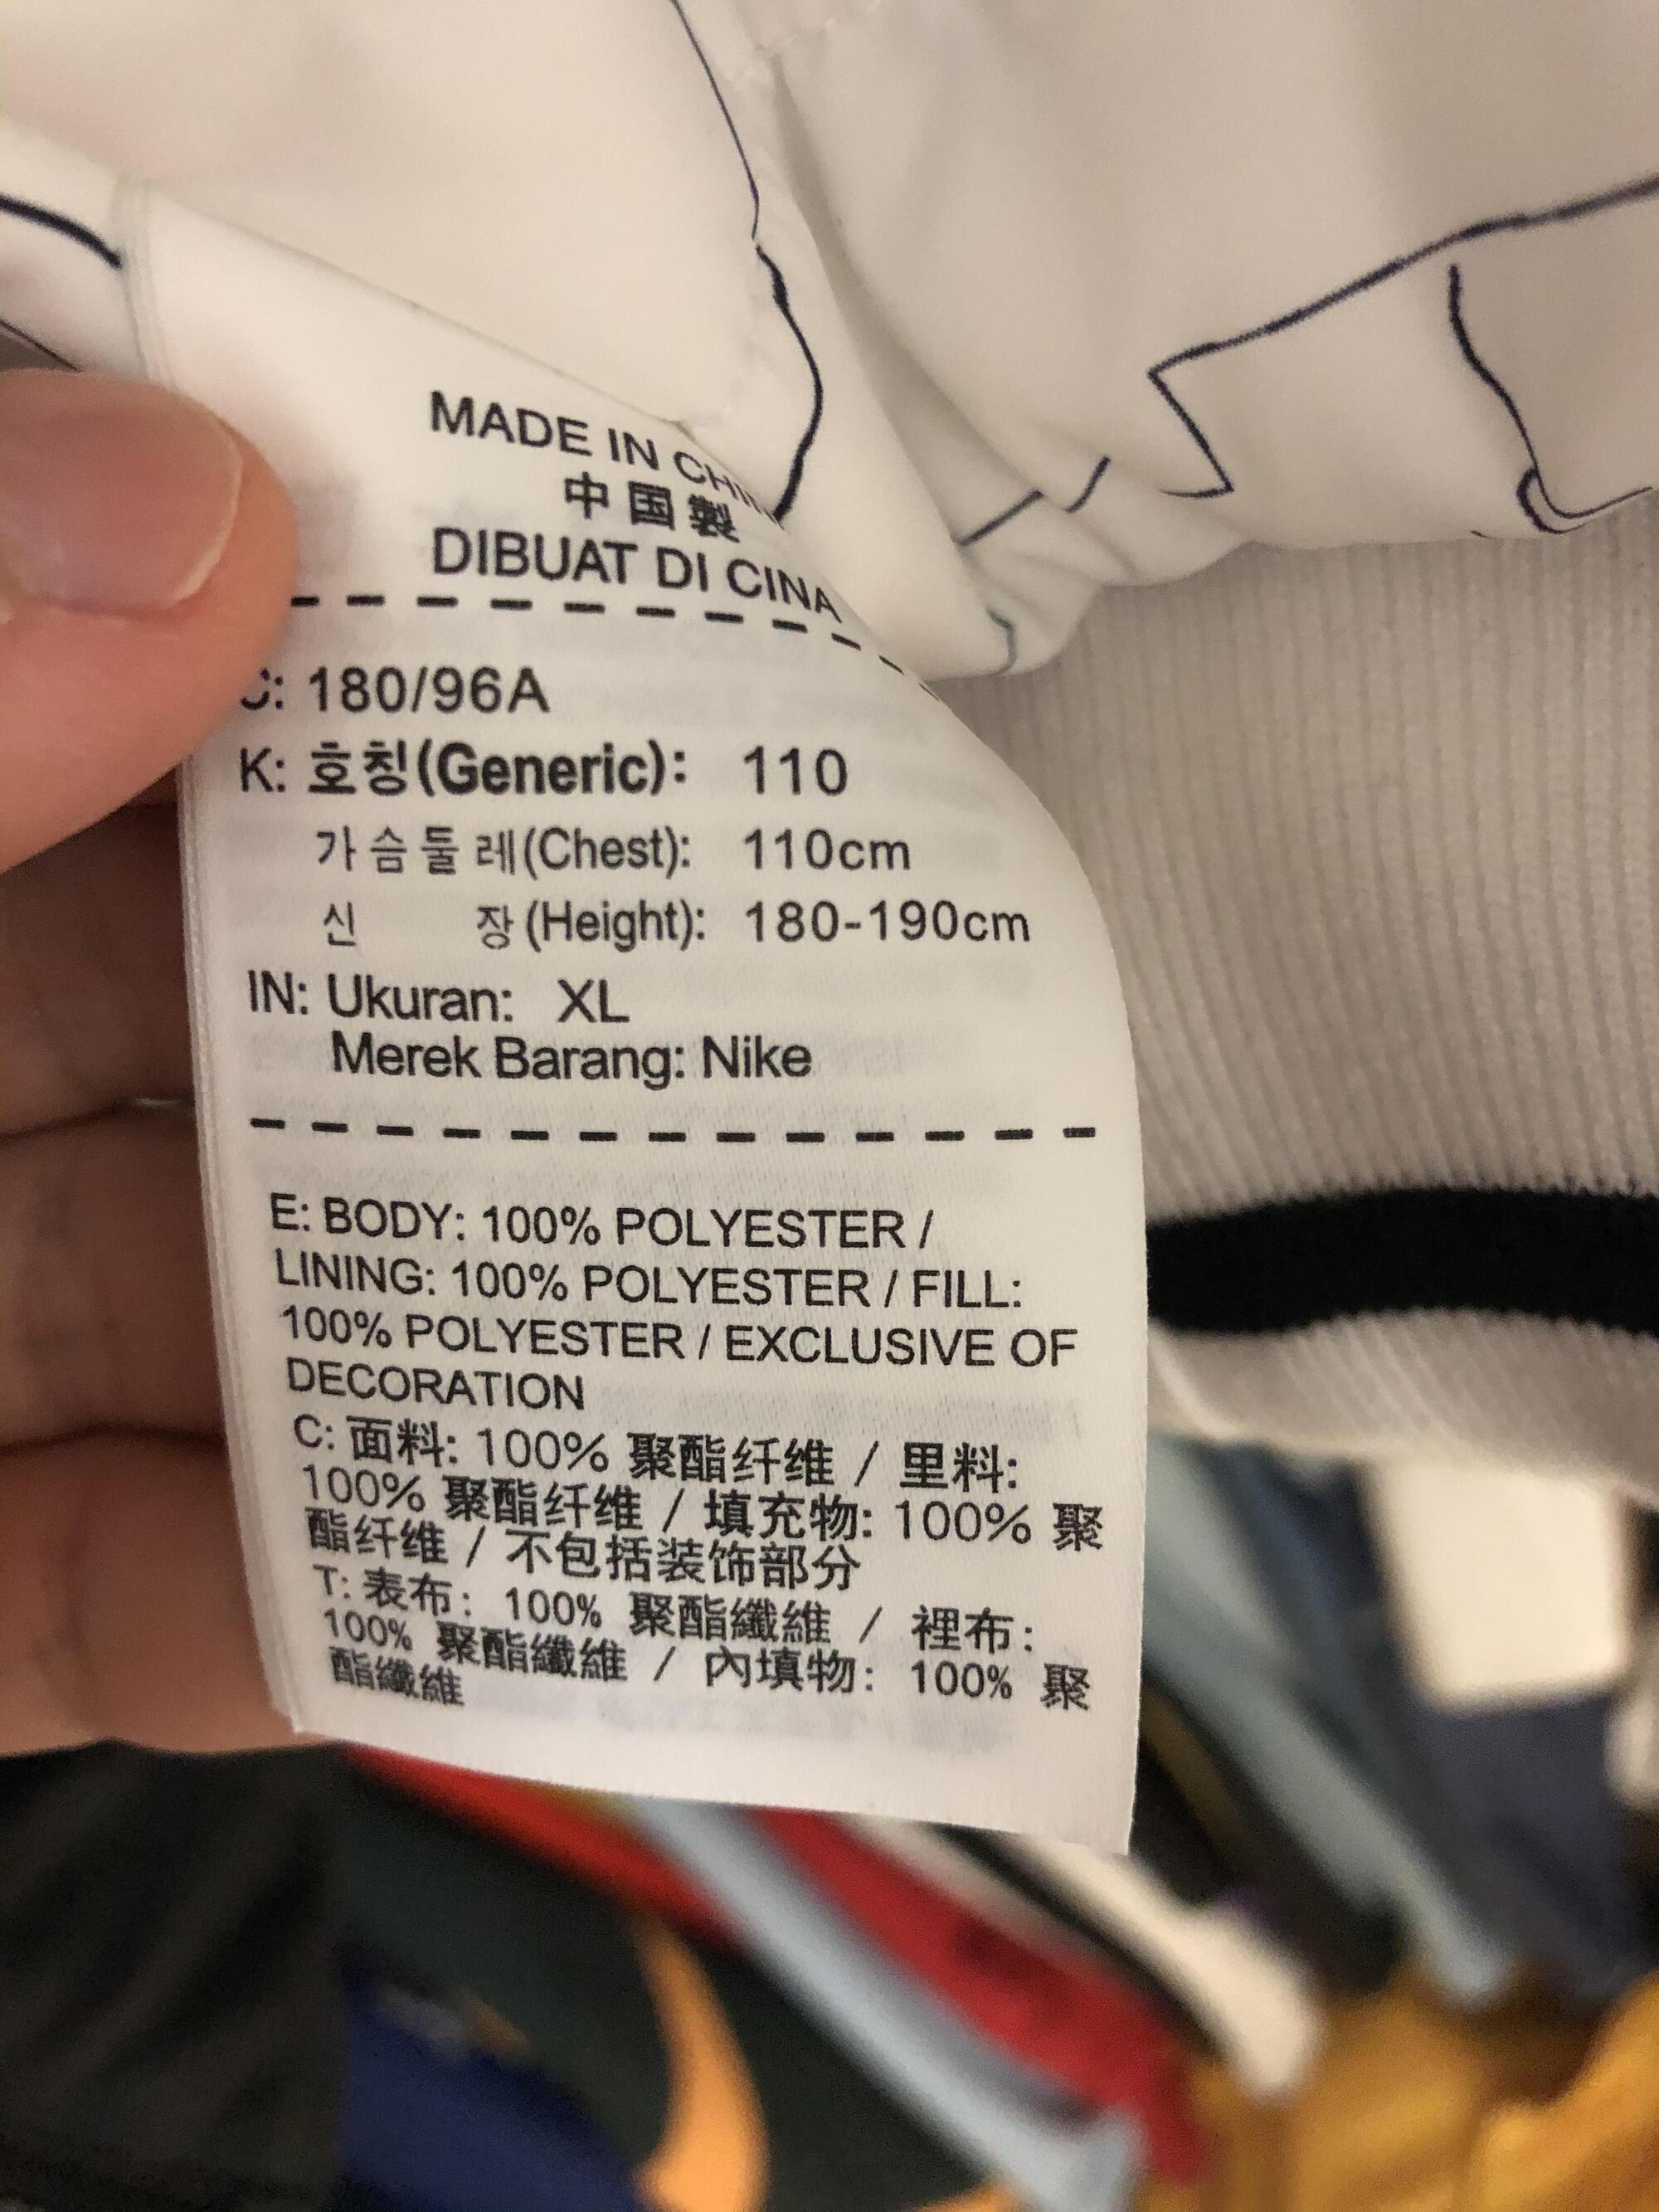 MADE IN CHINA
中国製
DIBUAT DI CINA
C: 180/96A
K: 호칭(Generic): 110
가슴둘레(Chest): 110cm
신 장(Height): 180-190cm
IN: Ukuran: XL
Merek Barang: Nike
E: BODY: 100% POLYESTER /
LINING: 100% POLYESTER / FILL:
100% POLYESTER / EXCLUSIVE OF
DECORATION
C: 面料: 100% 聚酯纤维 / 里料:
100% 聚酯纤维 / 填充物: 100% 聚
酯纤维 / 不包括装饰部分
T: 表布: 100% 聚酯纖維 / 裡布:
100% 聚酯纖維 / 內填物: 100% 聚
酯纖維